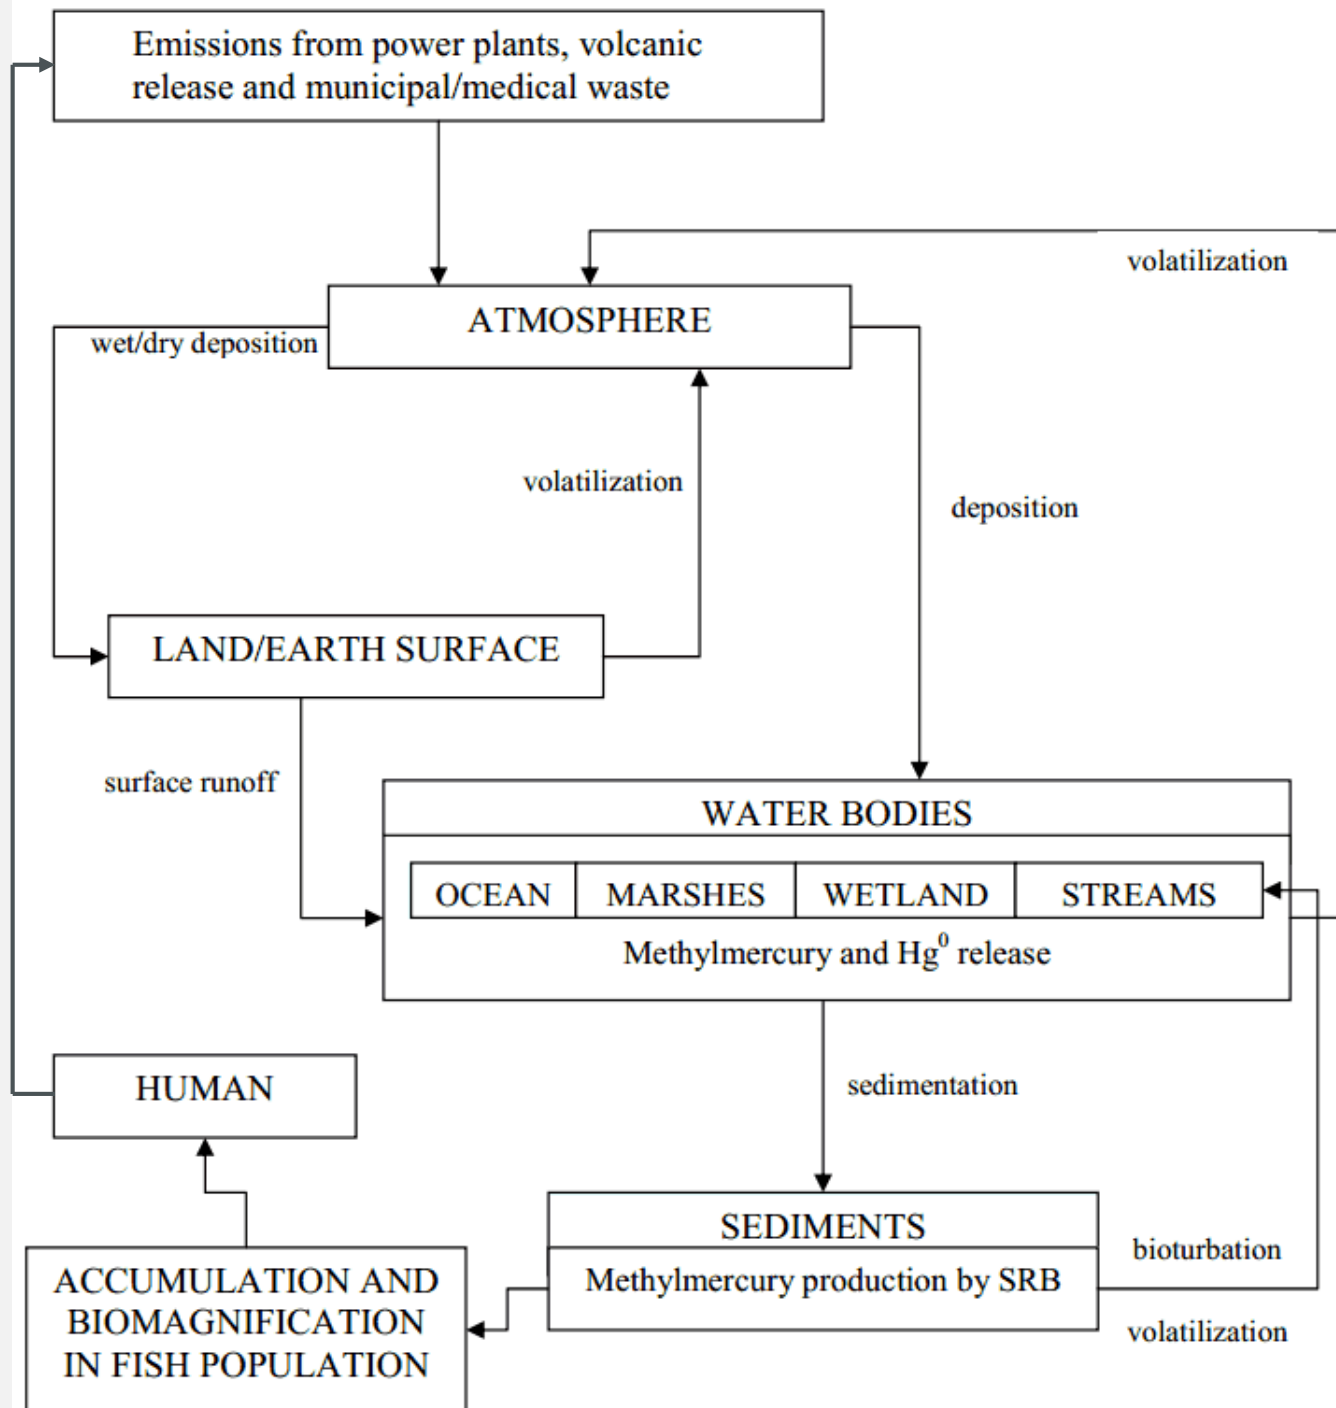 Emissions from power plants, volcanic
release and municipal/medical waste
volatilization
ATMOSPHERE
wet/dry deposition
volatilization
deposition
LAND/EARTH SURFACE
surface runoff
WATER BODIES
OCEAN MARSHES WETLAND STREAMS
Methylmercury and Hg⁰ release
HUMAN
sedimentation
SEDIMENTS
Methylmercury production by SRB
bioturbation
volatilization
ACCUMULATION AND
BIOMAGNIFICATION
IN FISH POPULATION